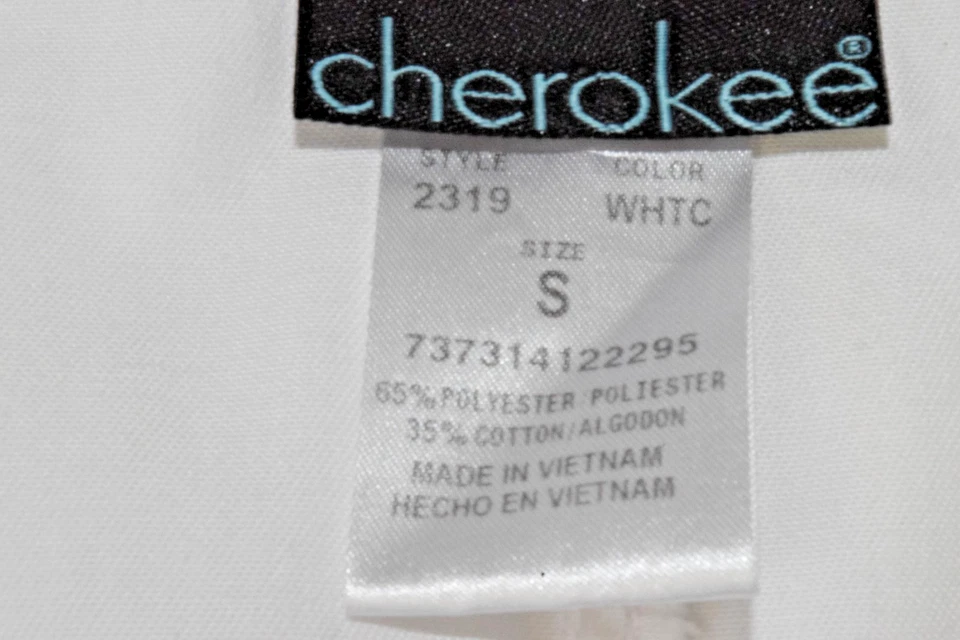 cherokee®
STYLE COLOR
2319 WHTC
SIZE
S
737314122295
65% POLYESTER/POLIESTER
35% COTTON/ALGODON
MADE IN VIETNAM
HECHO EN VIETNAM